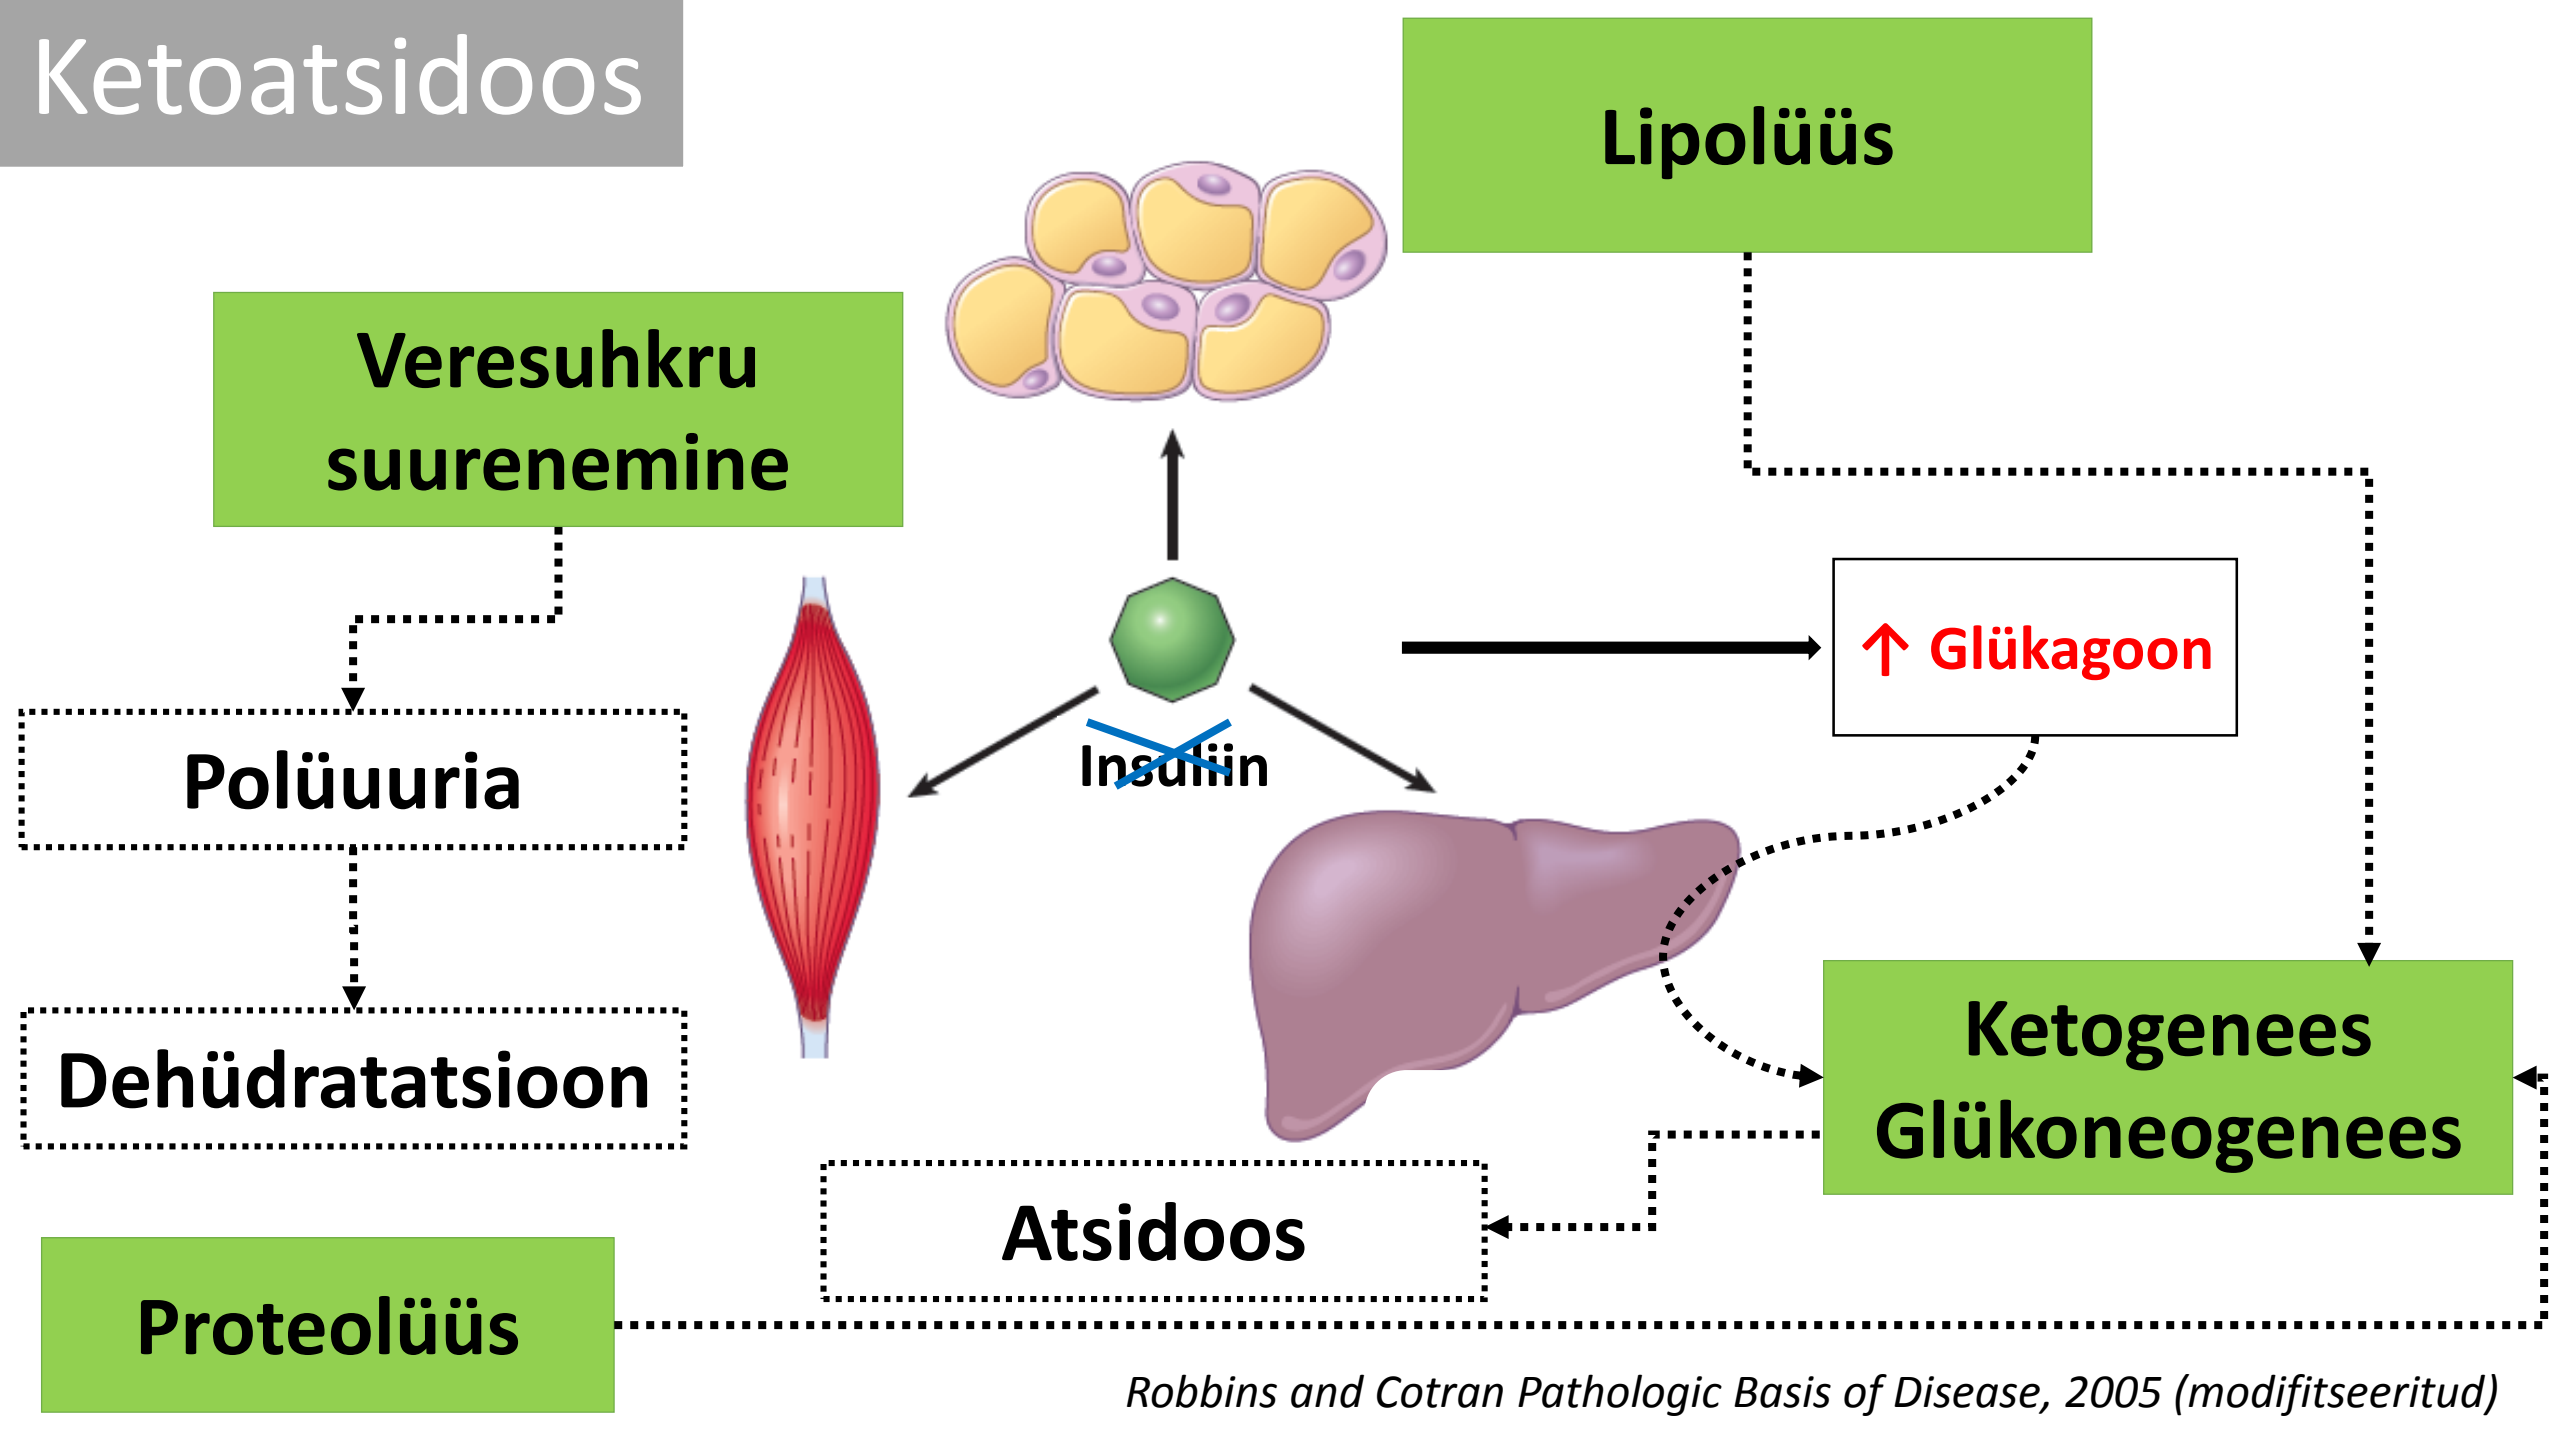 Ketoatsidoos
Lipolüüs
Veresuhkru
suurenemine
↑ Glükagoon
Insuliin
Polüuuria
Dehüdratatsioon
Ketogenees
Glükoneogenees
Atsidoos
Proteolüüs
Robbins and Cotran Pathologic Basis of Disease, 2005 (modifitseeritud)